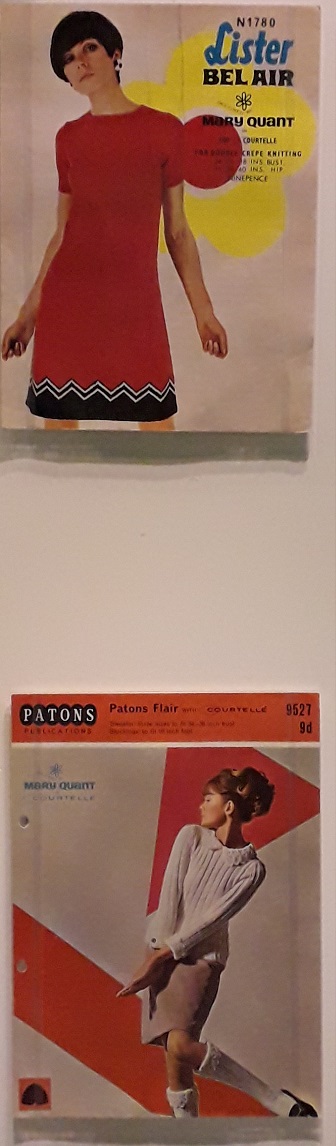 N1780
Lister
BEL AIR
MARY QUANT
COURTELLE
CREPE KNITTING
INS. BUST
INS. HIP
NINEPENCE
PATONS
PUBLICATIONS
Patons Flair WITH COURTELLE
9527
9d
MARY QUANT
COURTELLE